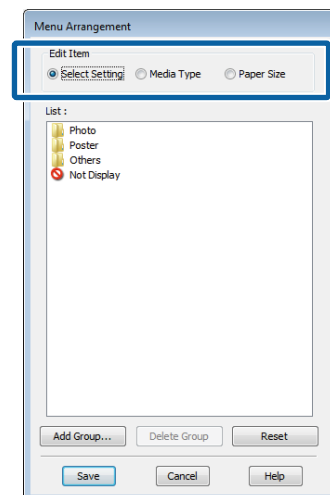 Menu Arrangement
Edit Item
Select Setting Media Type Paper Size
List :
Photo
Poster
Others
Not Display
Add Group... Delete Group Reset
Save Cancel Help